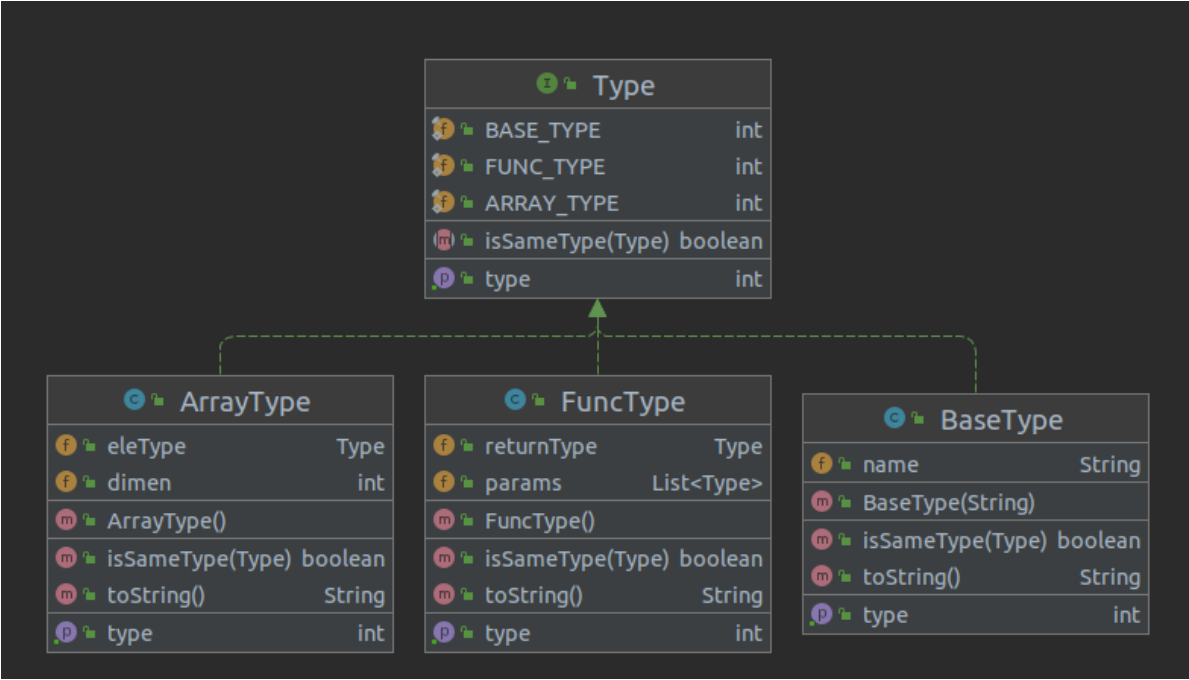 Type
BASE_TYPE int
FUNC_TYPE int
ARRAY_TYPE int
isSameType(Type) boolean
type int
ArrayType
eleType Type
dimen int
ArrayType()
isSameType(Type) boolean
toString() String
type int
FuncType
returnType Type
params List<Type>
FuncType()
isSameType(Type) boolean
toString() String
type int
BaseType
name String
BaseType(String)
isSameType(Type) boolean
toString() String
type int